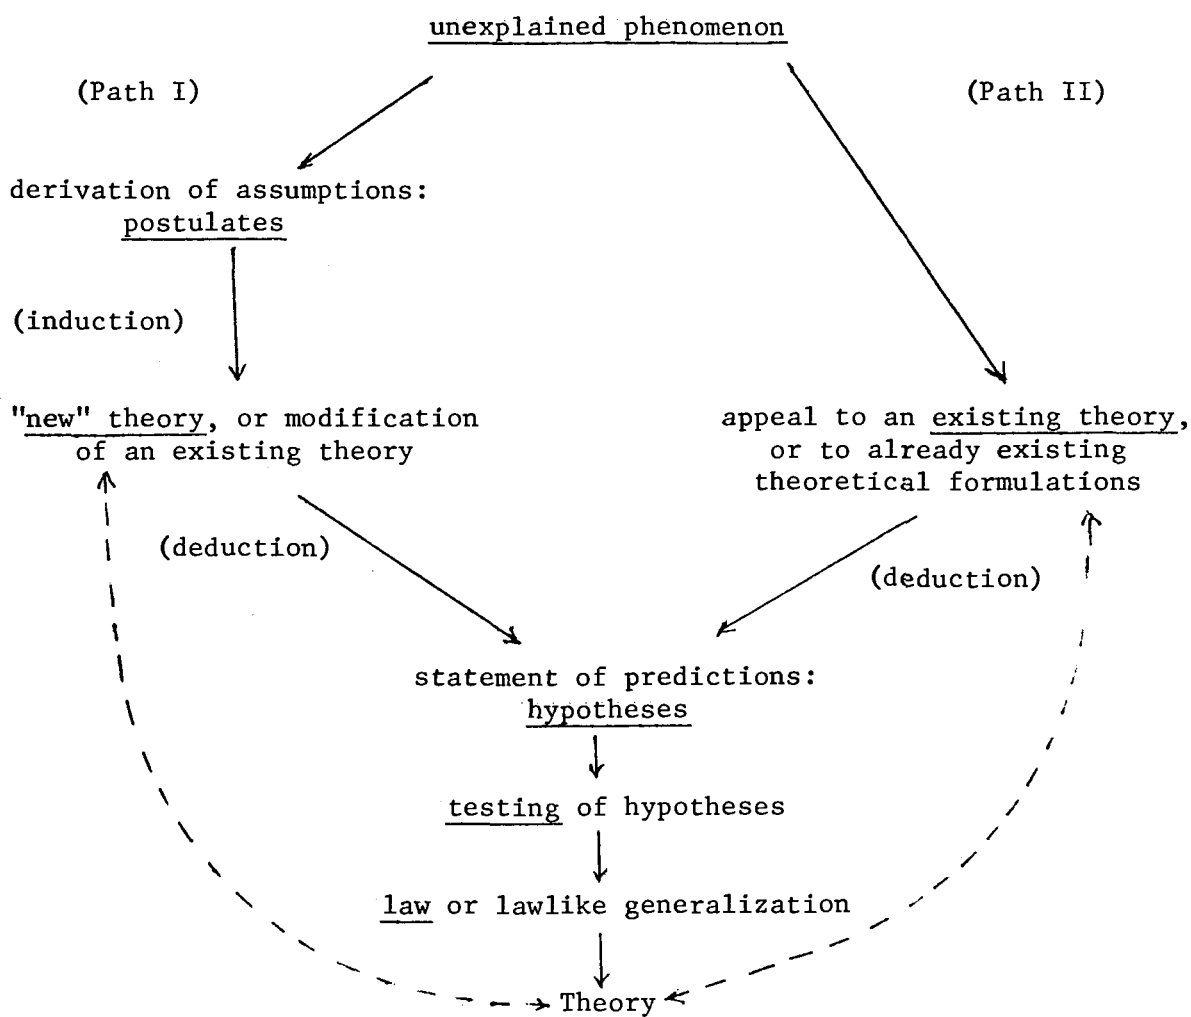 unexplained phenomenon
(Path I)
(Path II)
derivation of assumptions:
postulates
(induction)
"new" theory, or modification
of an existing theory
appeal to an existing theory,
or to already existing
theoretical formulations
(deduction)
(deduction)
statement of predictions:
hypotheses
testing of hypotheses
law or lawlike generalization
Theory